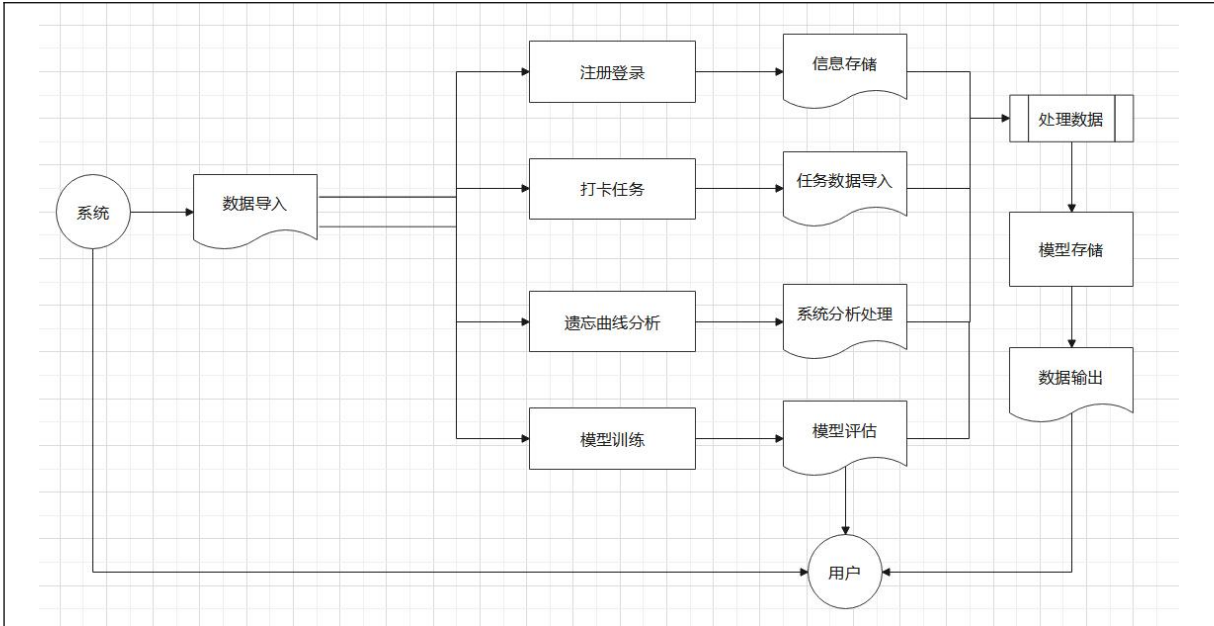 系统
数据导入
注册登录
信息存储
打卡任务
任务数据导入
遗忘曲线分析
系统分析处理
模型训练
模型评估
处理数据
模型存储
数据输出
用户